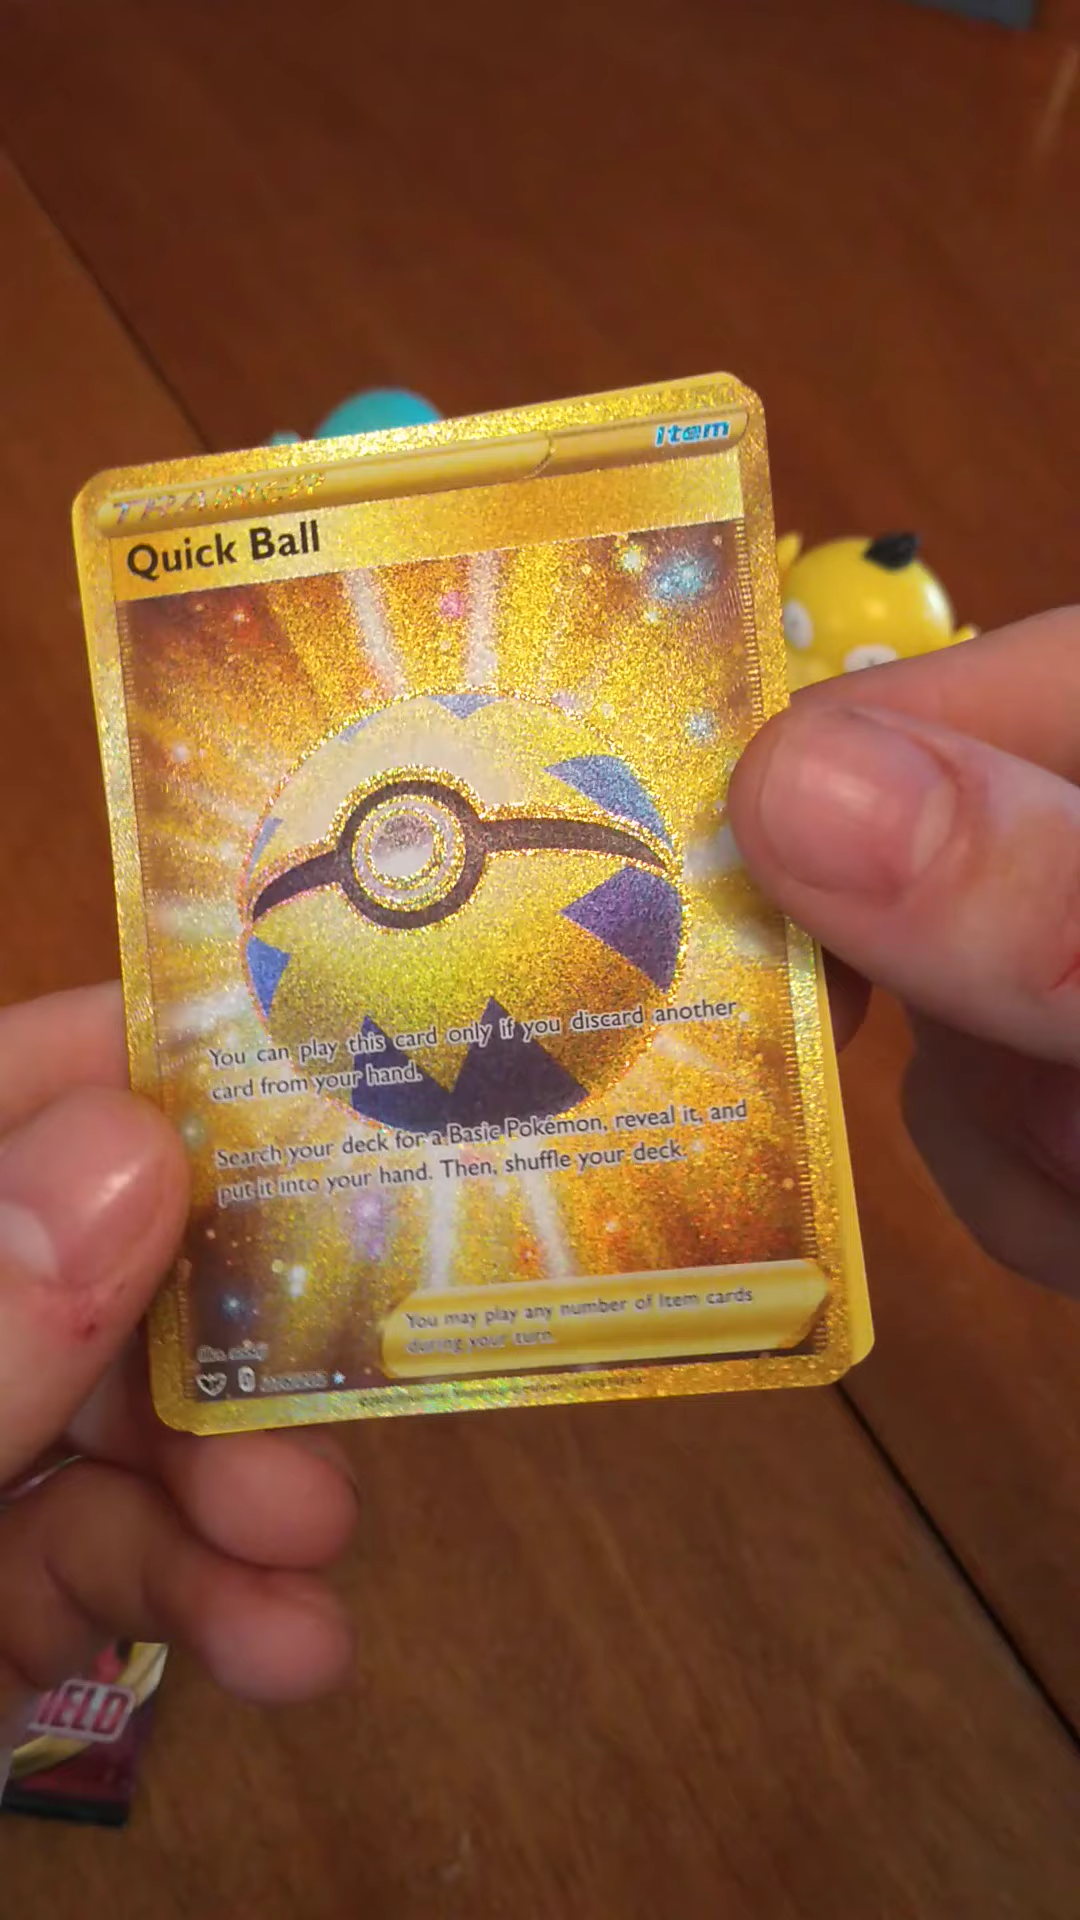 TRAINER
Item
Quick Ball
You can play this card only if you discard another
card from your hand.
Search your deck for a Basic Pokémon, reveal it, and
put it into your hand. Then, shuffle your deck.
You may play any number of Item cards
during your turn.
IELD